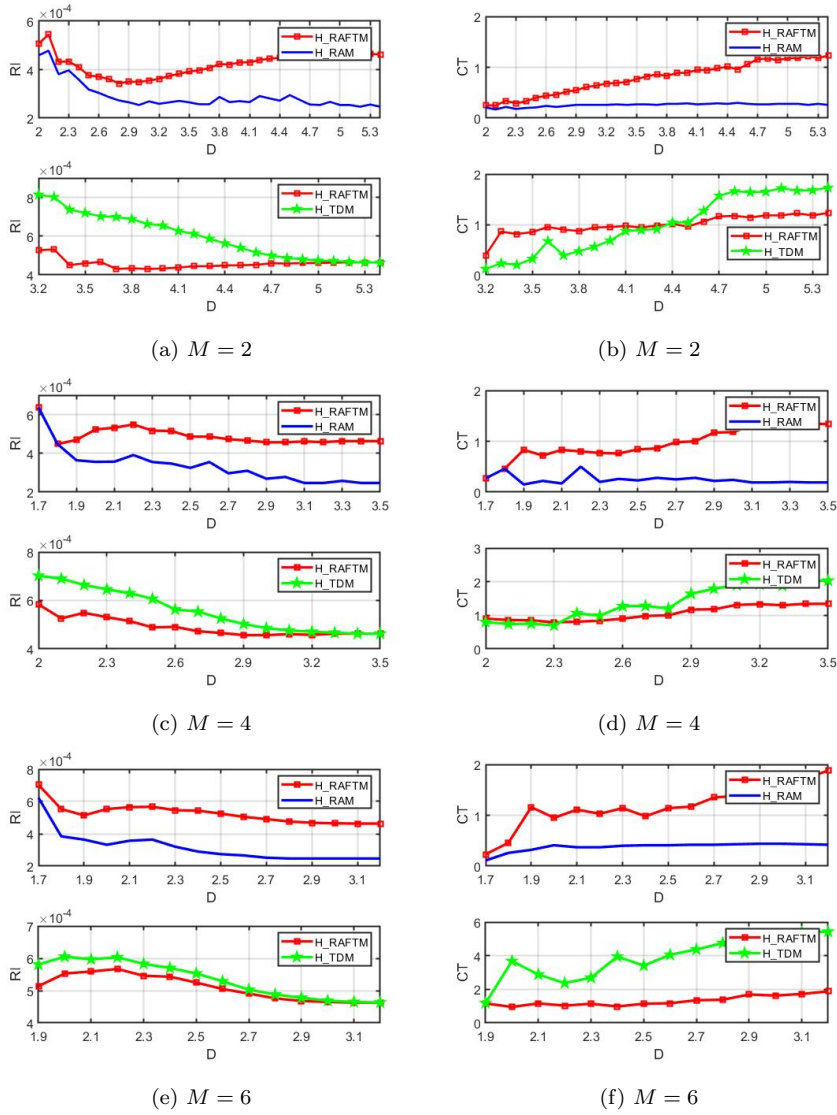 ×10^-4
6
4
2
RI
2 2.3 2.6 2.9 3.2 3.5 3.8 4.1 4.4 4.7 5 5.3
D
H_RAFTM
H_RAM
×10^-4
8
6
4
RI
3.2 3.5 3.8 4.1 4.4 4.7 5 5.3
D
H_RAFTM
H_TDM
(a) M = 2
2
1
0
CT
2 2.3 2.6 2.9 3.2 3.5 3.8 4.1 4.4 4.7 5 5.3
D
H_RAFTM
H_RAM
2
1
0
CT
3.2 3.5 3.8 4.1 4.4 4.7 5 5.3
D
H_RAFTM
H_TDM
(b) M = 2
×10^-4
6
4
2
RI
1.7 1.9 2.1 2.3 2.5 2.7 2.9 3.1 3.3 3.5
D
H_RAFTM
H_RAM
×10^-4
8
6
4
RI
2 2.3 2.6 2.9 3.2 3.5
D
H_RAFTM
H_TDM
(c) M = 4
2
1
0
CT
1.7 1.9 2.1 2.3 2.5 2.7 2.9 3.1 3.3 3.5
D
H_RAFTM
H_RAM
3
2
1
0
CT
2 2.3 2.6 2.9 3.2 3.5
D
H_RAFTM
H_TDM
(d) M = 4
×10^-4
8
6
4
2
RI
1.7 1.9 2.1 2.3 2.5 2.7 2.9 3.1
D
H_RAFTM
H_RAM
×10^-4
7
6
5
4
RI
1.9 2.1 2.3 2.5 2.7 2.9 3.1
D
H_RAFTM
H_TDM
(e) M = 6
2
1
0
CT
1.7 1.9 2.1 2.3 2.5 2.7 2.9 3.1
D
H_RAFTM
H_RAM
6
4
2
0
CT
1.9 2.1 2.3 2.5 2.7 2.9 3.1
D
H_RAFTM
H_TDM
(f) M = 6